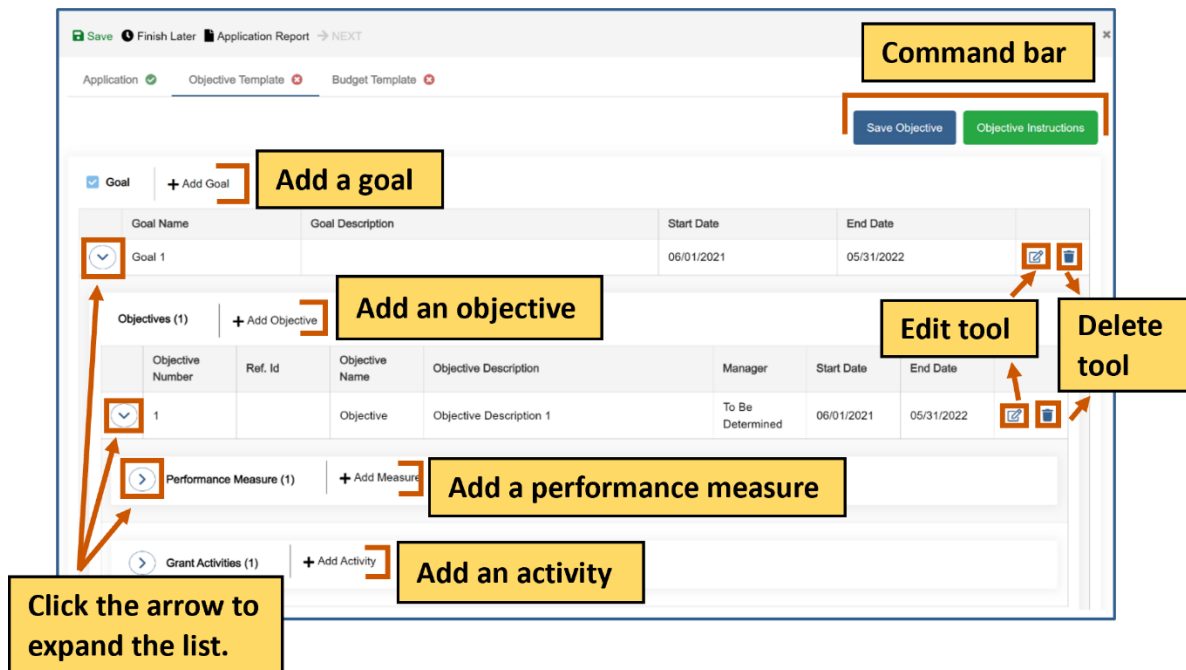 Save Finish Later Application Report NEXT
Command bar
Application Objective Template Budget Template
Save Objective Objective Instructions
Goal Add Goal
Add a goal
Goal Name Goal Description Start Date End Date
Goal 1 06/01/2021 05/31/2022
Add an objective
Objectives (1) Add Objective
Edit tool
Delete
tool
Objective
Number
Ref. Id
Objective
Name
Objective Description Manager Start Date End Date
1 Objective Objective Description 1
To Be
Determined
06/01/2021 05/31/2022
Performance Measure (1) Add Measure
Add a performance measure
Grant Activities (1) Add Activity
Add an activity
Click the arrow to
expand the list.